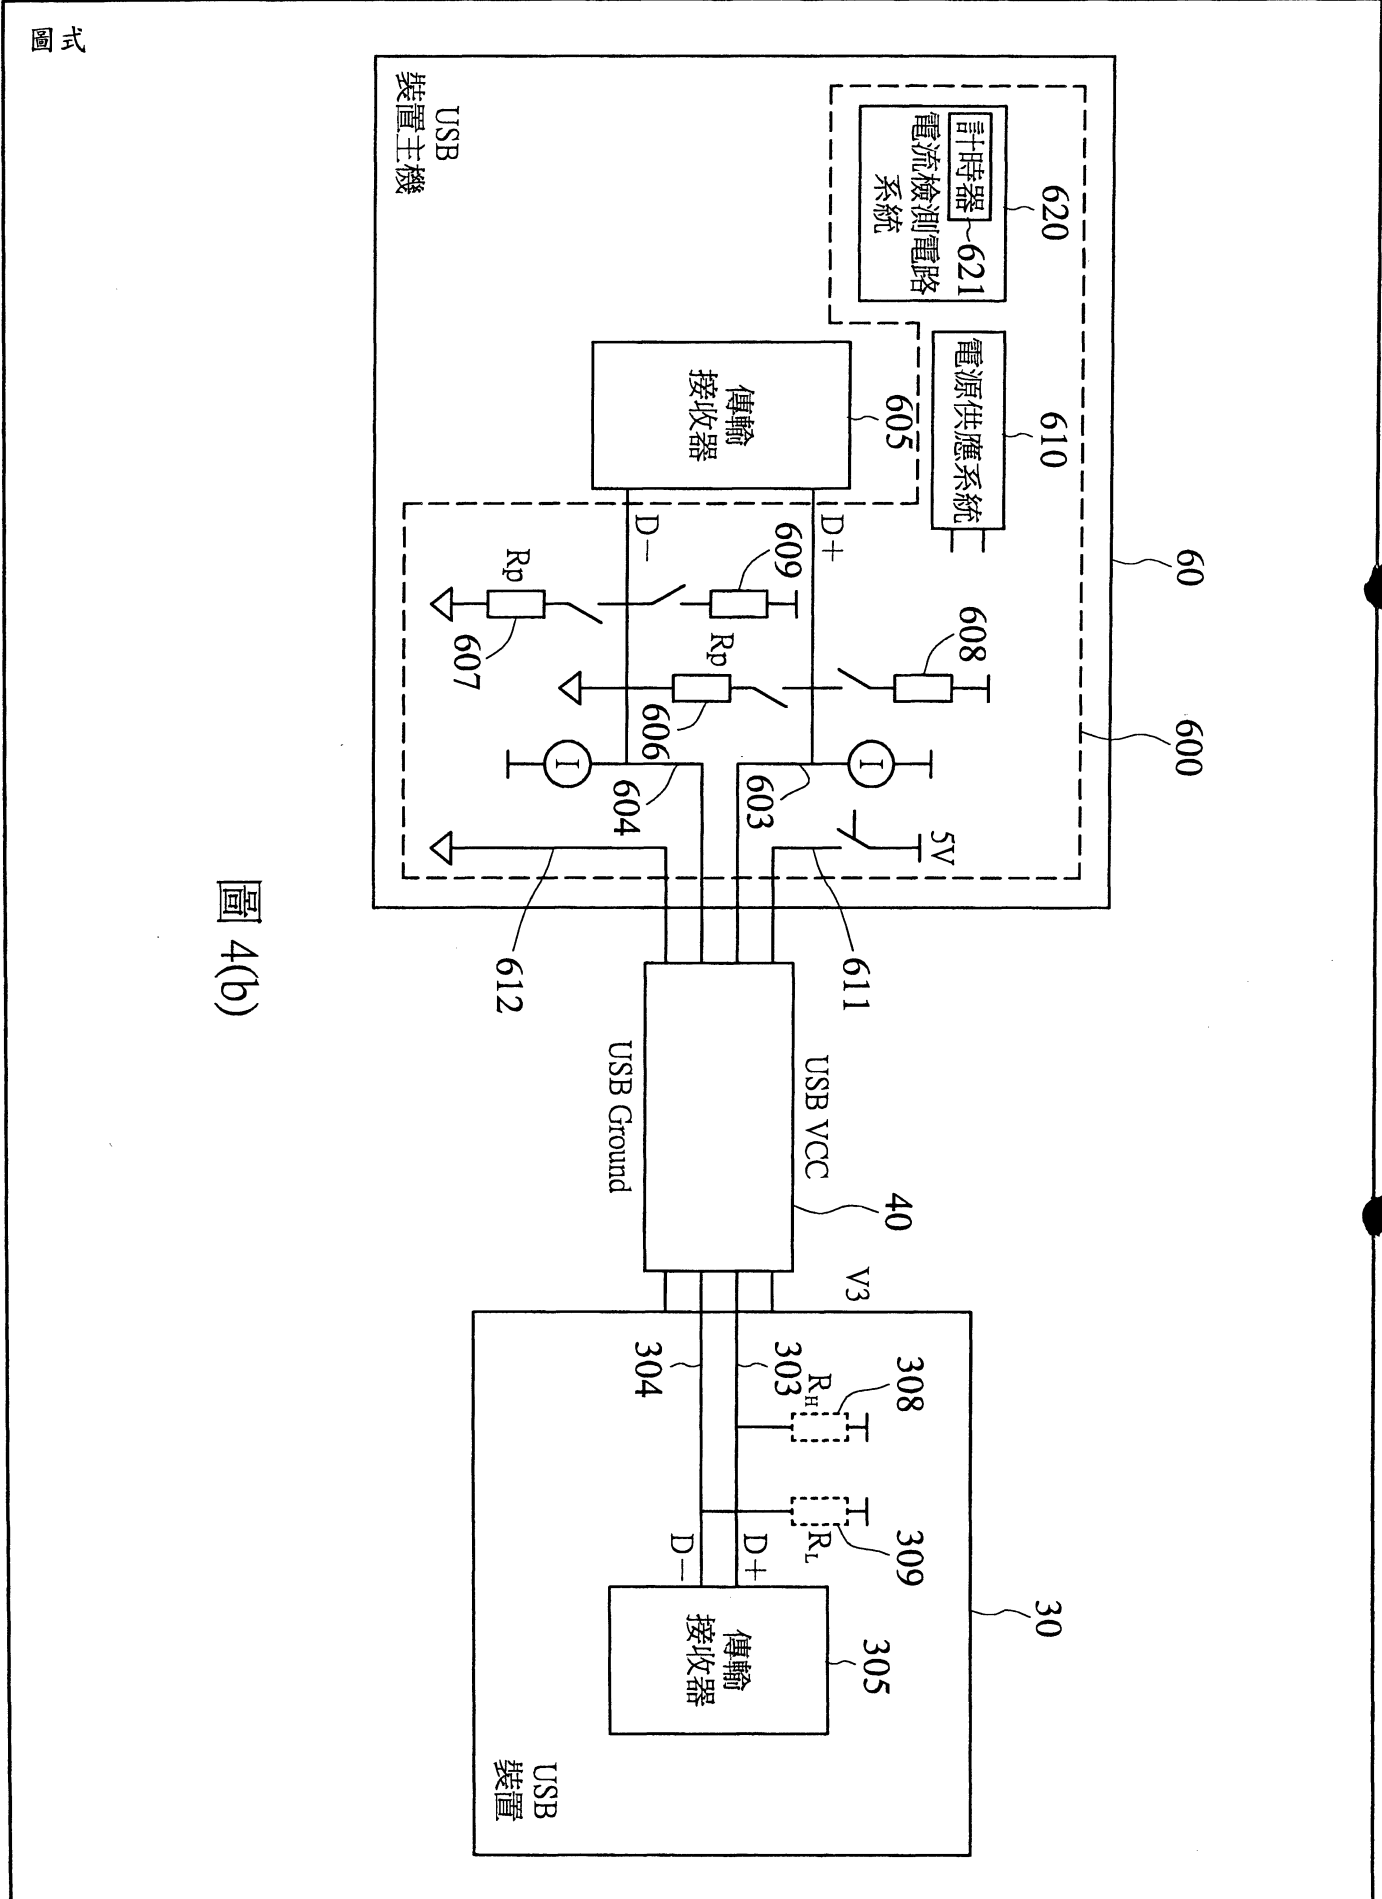 圖式
60
600
620
計時器
621
電流檢測電路
系統
610
電源供應系統
608
5V
605
傳輸
接收器
D+
D−
609
Rp
607
Rp
606
I
I
603
604
611
612
USB
裝置主機
USB VCC
40
USB Ground
V3
30
308
RH
309
RL
303
304
D+
D−
305
傳輸
接收器
USB
裝置
圖 4(b)